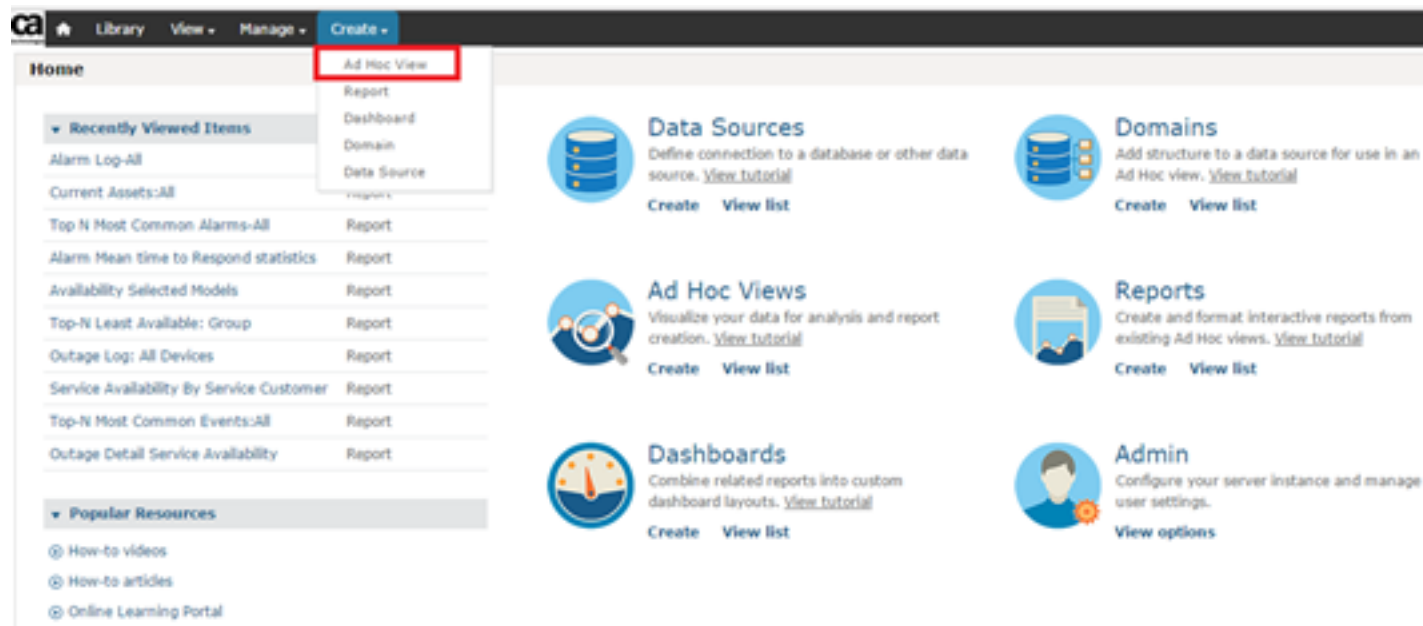 ca
Library View Manage Create
Home
Ad Hoc View
Report
Dashboard
Domain
Data Source
Recently Viewed Items
Alarm Log-All
Current Assets:All
Top N Most Common Alarms-All Report
Alarm Mean time to Respond statistics Report
Availability Selected Models Report
Top-N Least Available: Group Report
Outage Log: All Devices Report
Service Availability By Service Customer Report
Top-N Most Common Events:All Report
Outage Detail Service Availability Report
Popular Resources
How-to videos
How-to articles
Online Learning Portal
Data Sources
Define connection to a database or other data
source. View tutorial
Create View list
Domains
Add structure to a data source for use in an
Ad Hoc view. View tutorial
Create View list
Ad Hoc Views
Visualize your data for analysis and report
creation. View tutorial
Create View list
Reports
Create and format interactive reports from
existing Ad Hoc views. View tutorial
Create View list
Dashboards
Combine related reports into custom
dashboard layouts. View tutorial
Create View list
Admin
Configure your server instance and manage
user settings.
View options